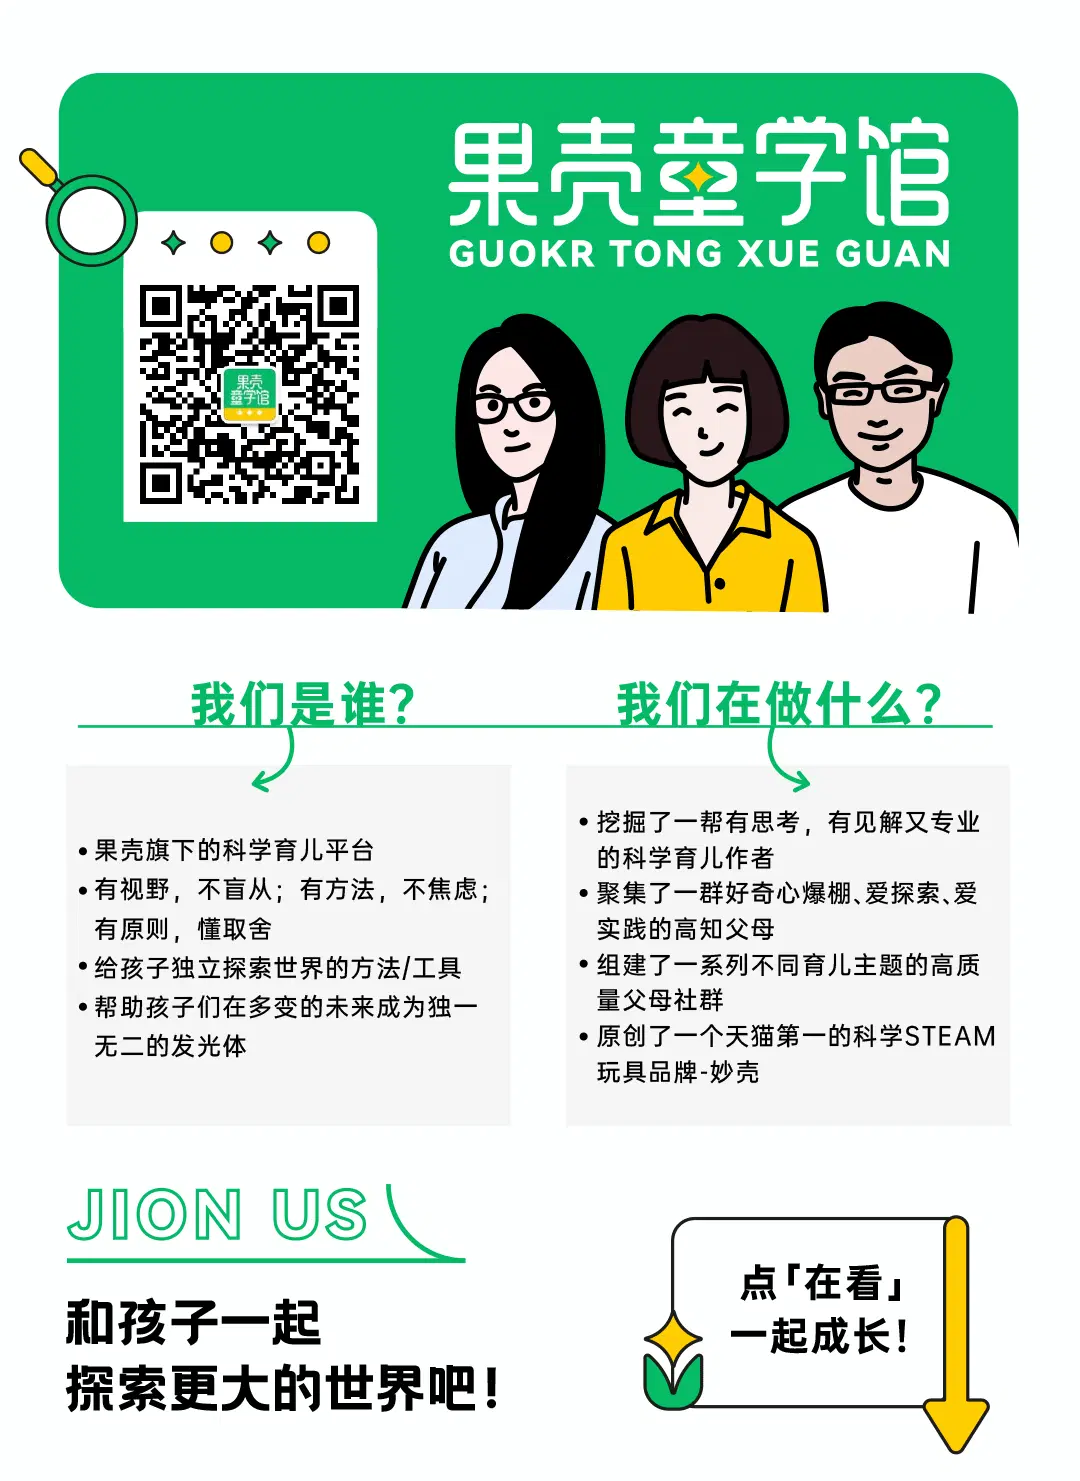 果壳童学馆
GUOKR TONG XUE GUAN
果壳
童学馆
我们是谁?
果壳旗下的科学育儿平台
有视野，不盲从；有方法，不焦虑；
有原则，懂取舍
给孩子独立探索世界的方法/工具
帮助孩子们在多变的未来成为独一
无二的发光体
我们在做什么?
挖掘了一帮有思考，有见解又专业
的科学育儿作者
聚集了一群好奇心爆棚、爱探索、爱
实践的高知父母
组建了一系列不同育儿主题的高质
量父母社群
原创了一个天猫第一的科学STEAM
玩具品牌-妙壳
JION US
和孩子一起
探索更大的世界吧!
点「在看」
一起成长!